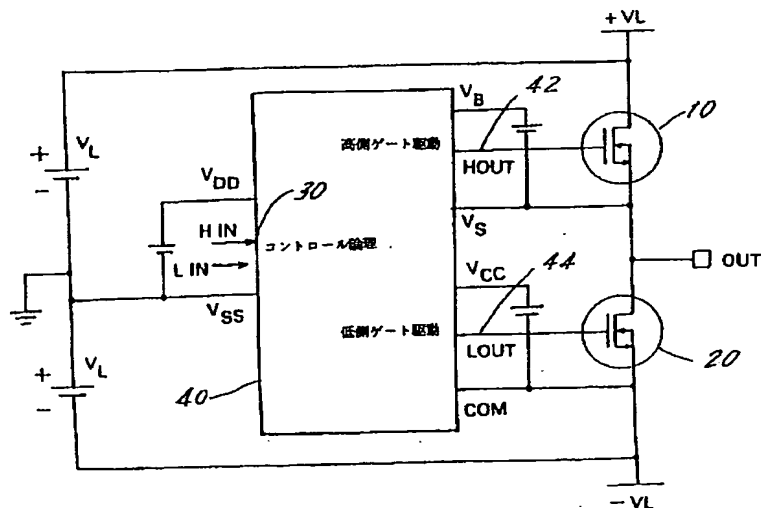 + VL
V_B
42
10
高側ゲート駆動
HOUT
+
V_L
-
V_DD
30
H IN
コントロール論理
V_S
OUT
L IN
V_CC
44
V_SS
低側ゲート駆動
LOUT
+
V_L
-
40
20
COM
- VL